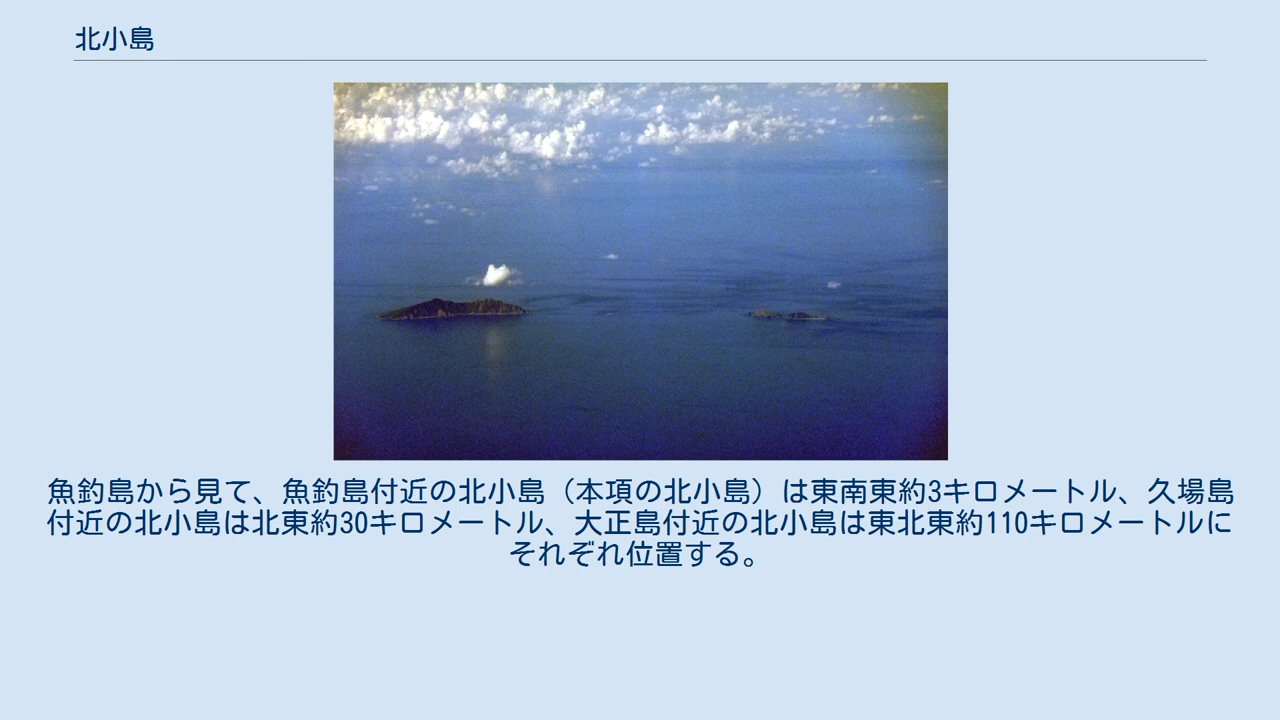 北小島
魚釣島から見て、魚釣島付近の北小島（本項の北小島）は東南東約3キロメートル、久場島
付近の北小島は北東約30キロメートル、大正島付近の北小島は東北東約110キロメートルに
それぞれ位置する。